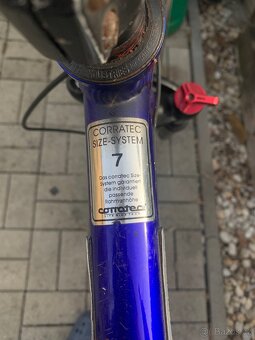 CORRATEC
SIZE-SYSTEM
7
Das corratec Size-
System garantiert
die individuell
passende
Rahmenhöhe
corratec